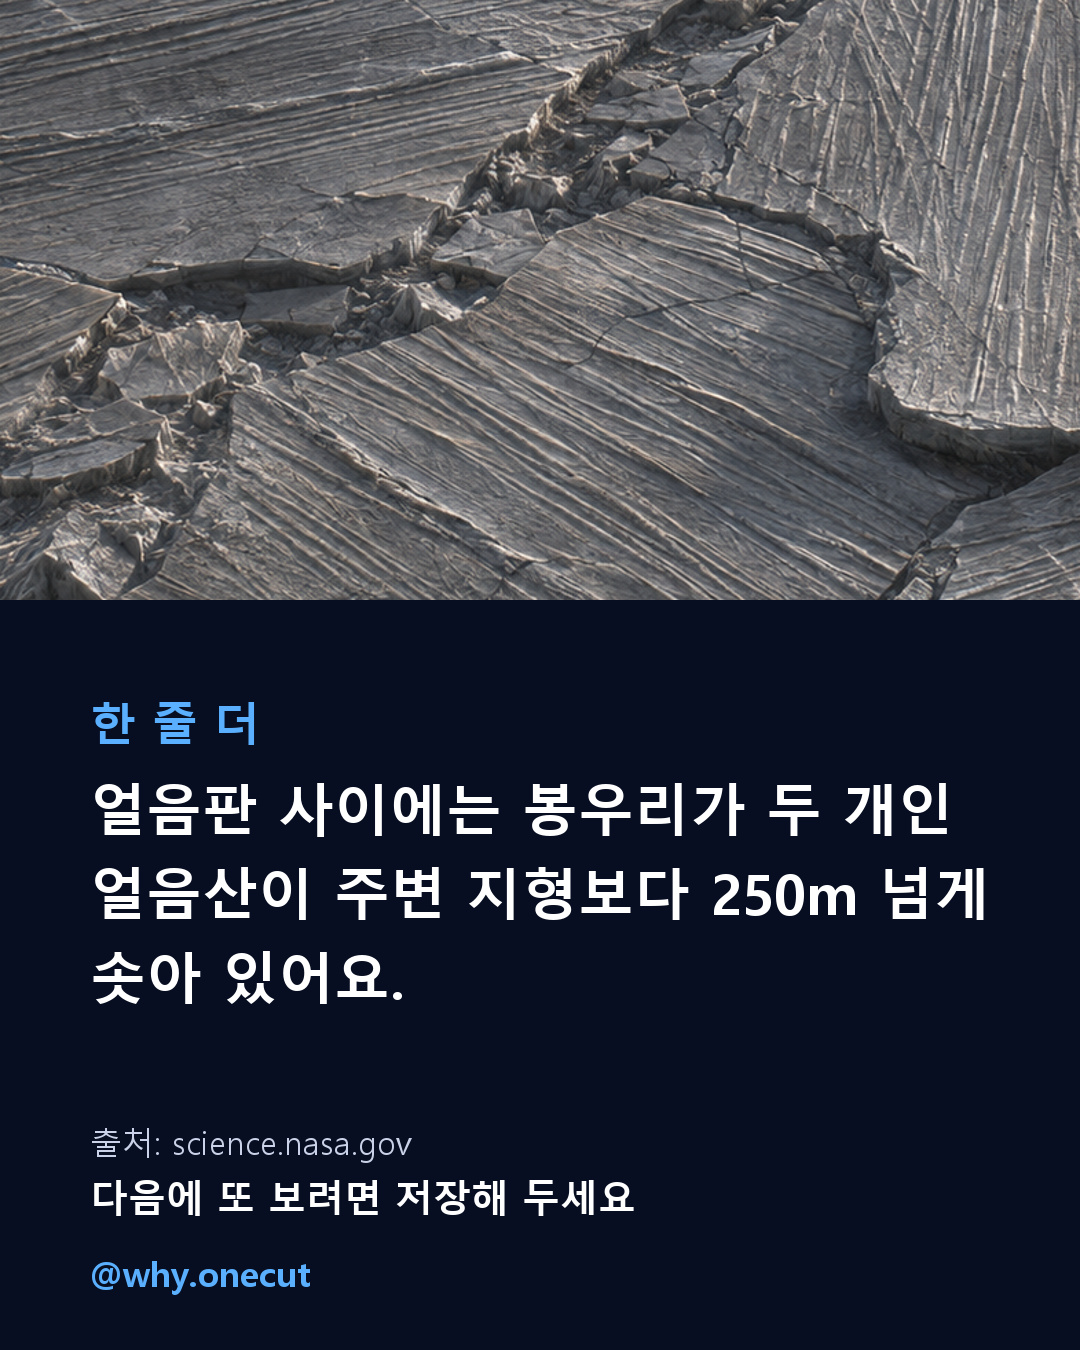 한 줄 더
얼음판 사이에는 봉우리가 두 개인
얼음산이 주변 지형보다 250m 넘게
솟아 있어요.
출처: science.nasa.gov
다음에 또 보려면 저장해 두세요
@why.onecut